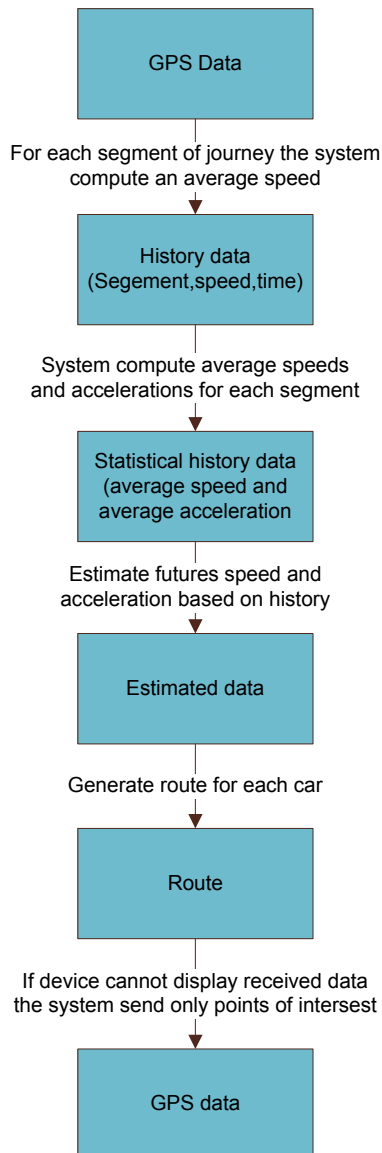 GPS Data
For each segment of journey the system
compute an average speed
History data
(Segement,speed,time)
System compute average speeds
and accelerations for each segment
Statistical history data
(average speed and
average acceleration
Estimate futures speed and
acceleration based on history
Estimated data
Generate route for each car
Route
If device cannot display received data
the system send only points of intersest
GPS data